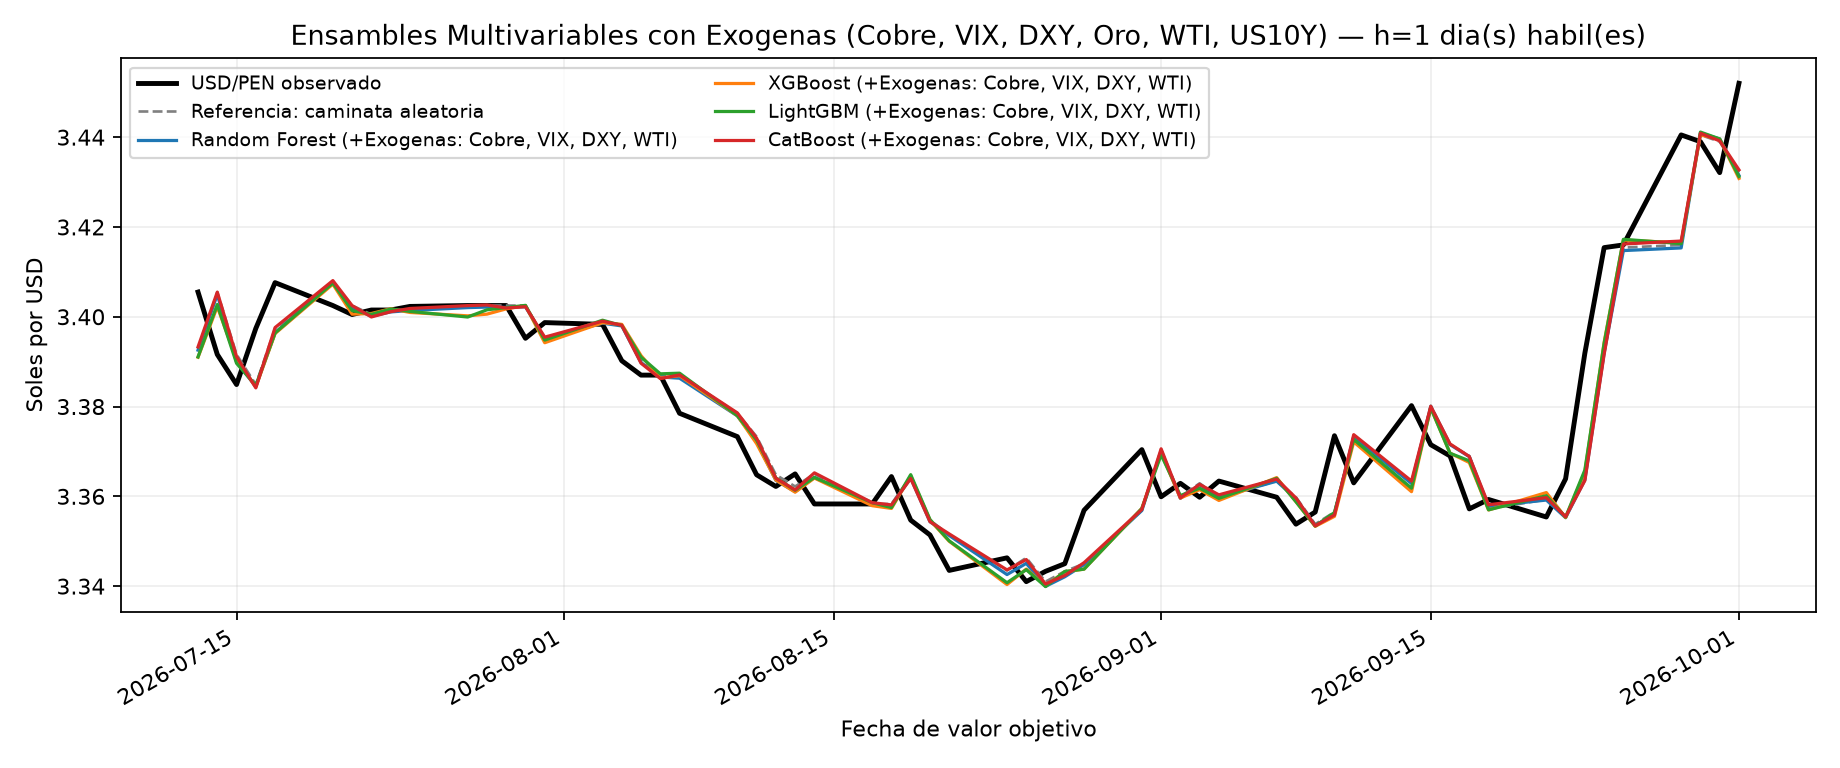 Ensambles Multivariables con Exogenas (Cobre, VIX, DXY, Oro, WTI, US10Y) — h=1 dia(s) habil(es)
USD/PEN observado
Referencia: caminata aleatoria
Random Forest (+Exogenas: Cobre, VIX, DXY, WTI)
XGBoost (+Exogenas: Cobre, VIX, DXY, WTI)
LightGBM (+Exogenas: Cobre, VIX, DXY, WTI)
CatBoost (+Exogenas: Cobre, VIX, DXY, WTI)
Soles por USD
3.44
3.42
3.40
3.38
3.36
3.34
2026-07-15
2026-08-01
2026-08-15
2026-09-01
2026-09-15
2026-10-01
Fecha de valor objetivo